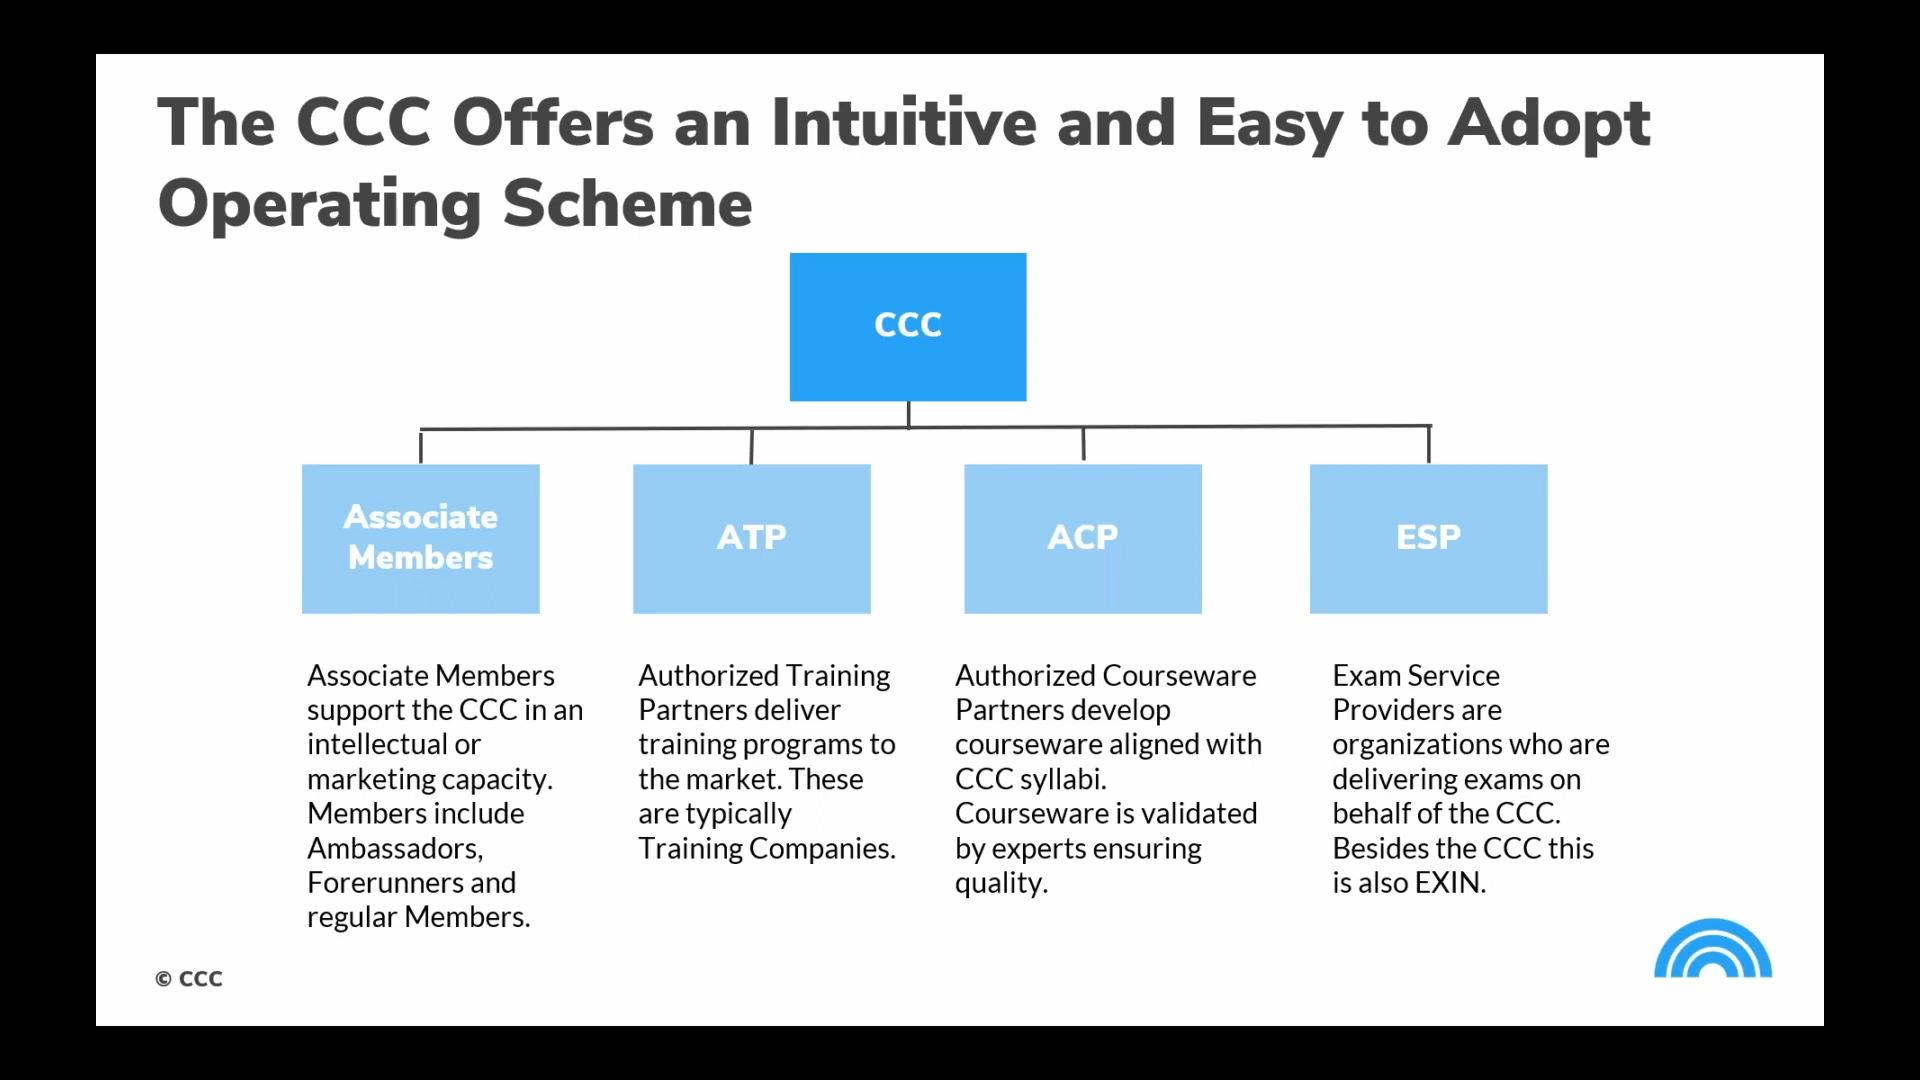 The CCC Offers an Intuitive and Easy to Adopt
Operating Scheme
CCC
Associate
Members
ATP
ACP
ESP
Associate Members
support the CCC in an
intellectual or
marketing capacity.
Members include
Ambassadors,
Forerunners and
regular Members.
Authorized Training
Partners deliver
training programs to
the market. These
are typically
Training Companies.
Authorized Courseware
Partners develop
courseware aligned with
CCC syllabi.
Courseware is validated
by experts ensuring
quality.
Exam Service
Providers are
organizations who are
delivering exams on
behalf of the CCC.
Besides the CCC this
is also EXIN.
© CCC